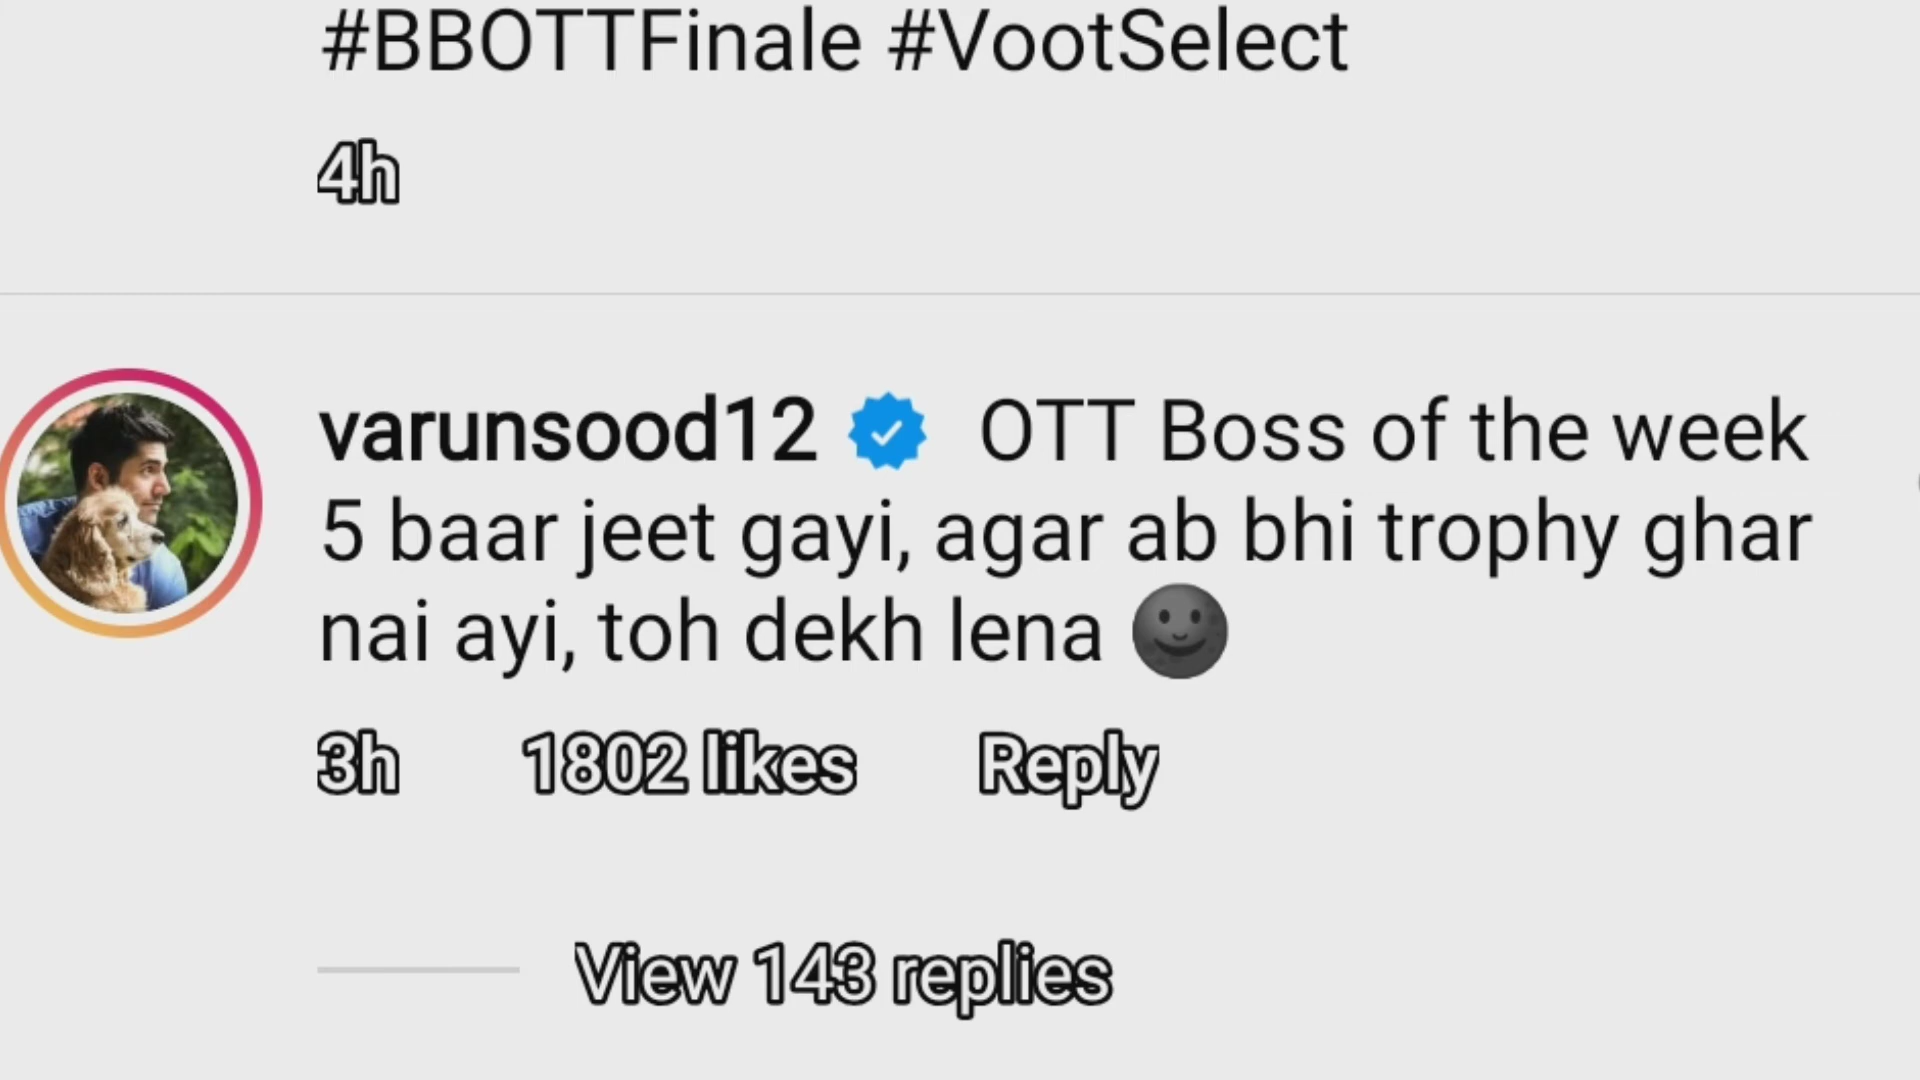 #BBOTTFinale #VootSelect
4h
varunsood12 OTT Boss of the week
5 baar jeet gayi, agar ab bhi trophy ghar
nai ayi, toh dekh lena 🌚
3h 1802 likes Reply
View 143 replies